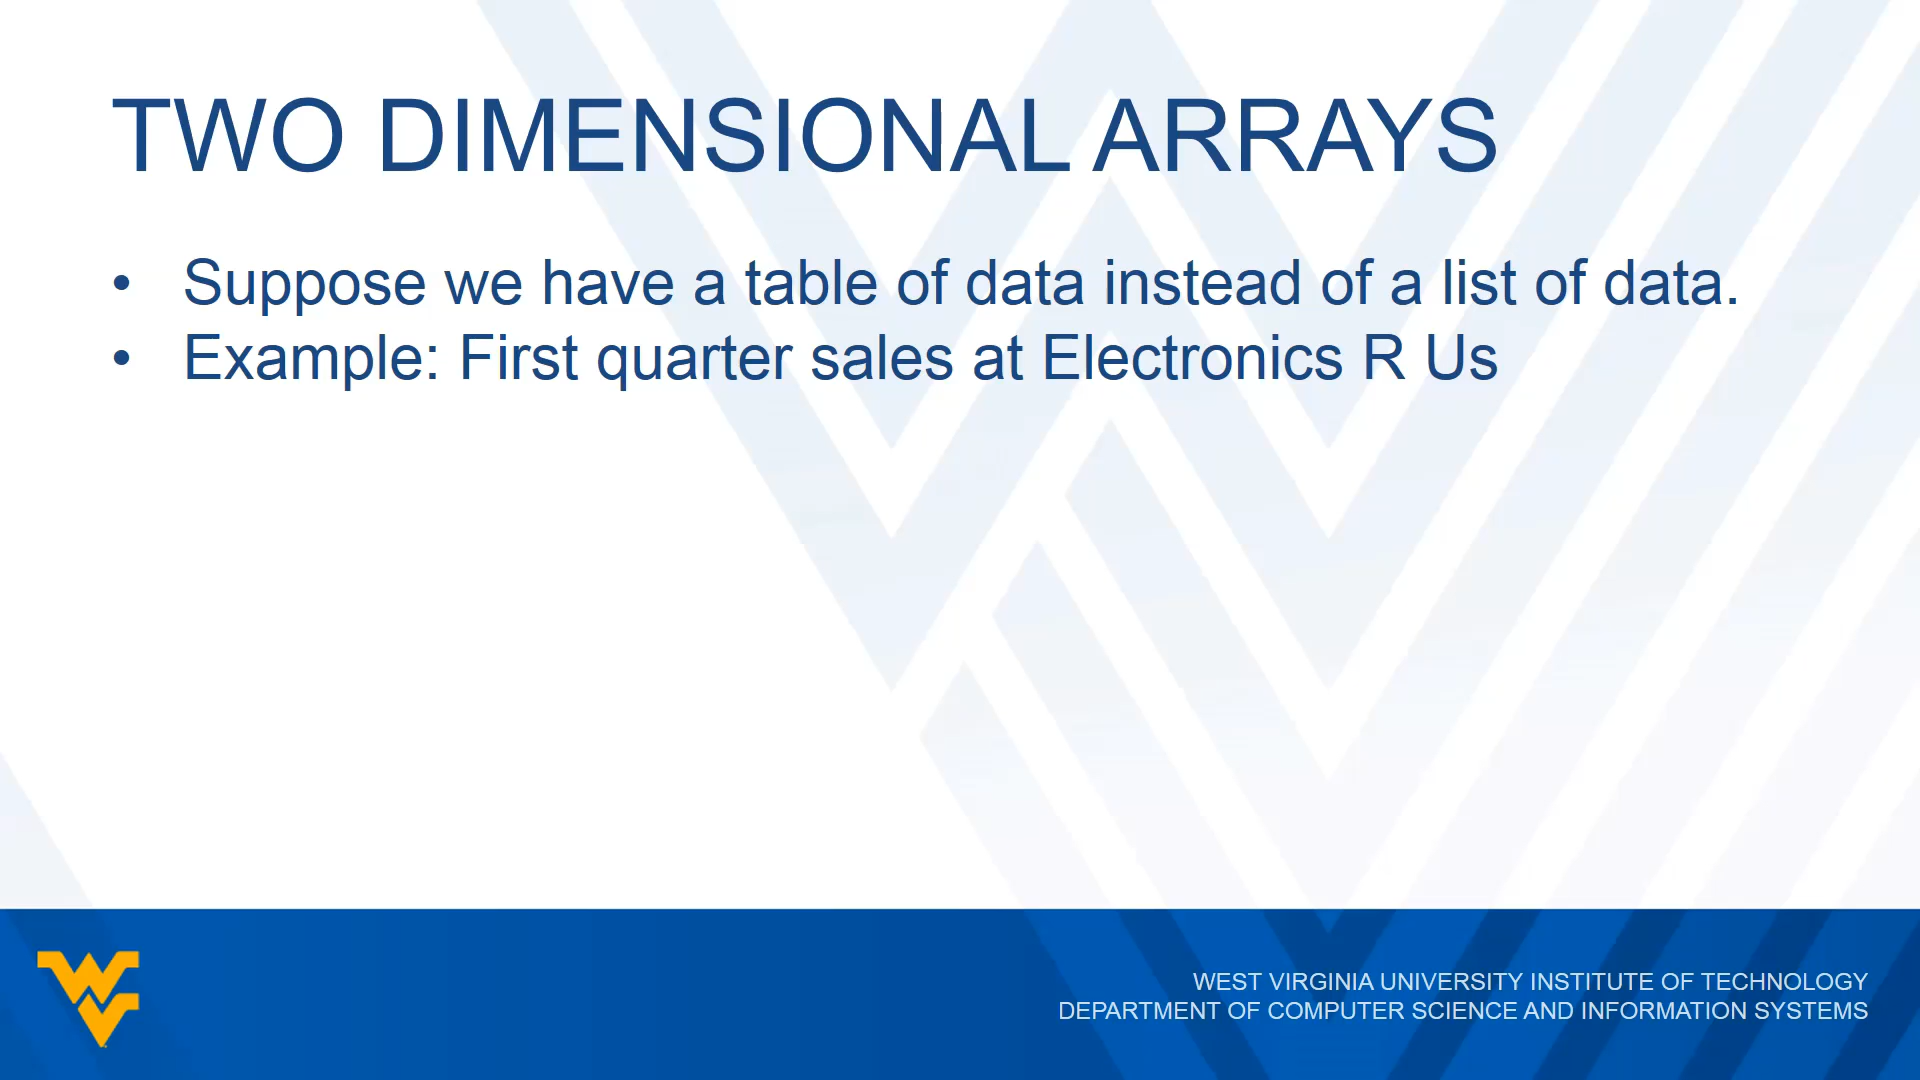 TWO DIMENSIONAL ARRAYS
• Suppose we have a table of data instead of a list of data.
• Example: First quarter sales at Electronics R Us
WEST VIRGINIA UNIVERSITY INSTITUTE OF TECHNOLOGY
DEPARTMENT OF COMPUTER SCIENCE AND INFORMATION SYSTEMS